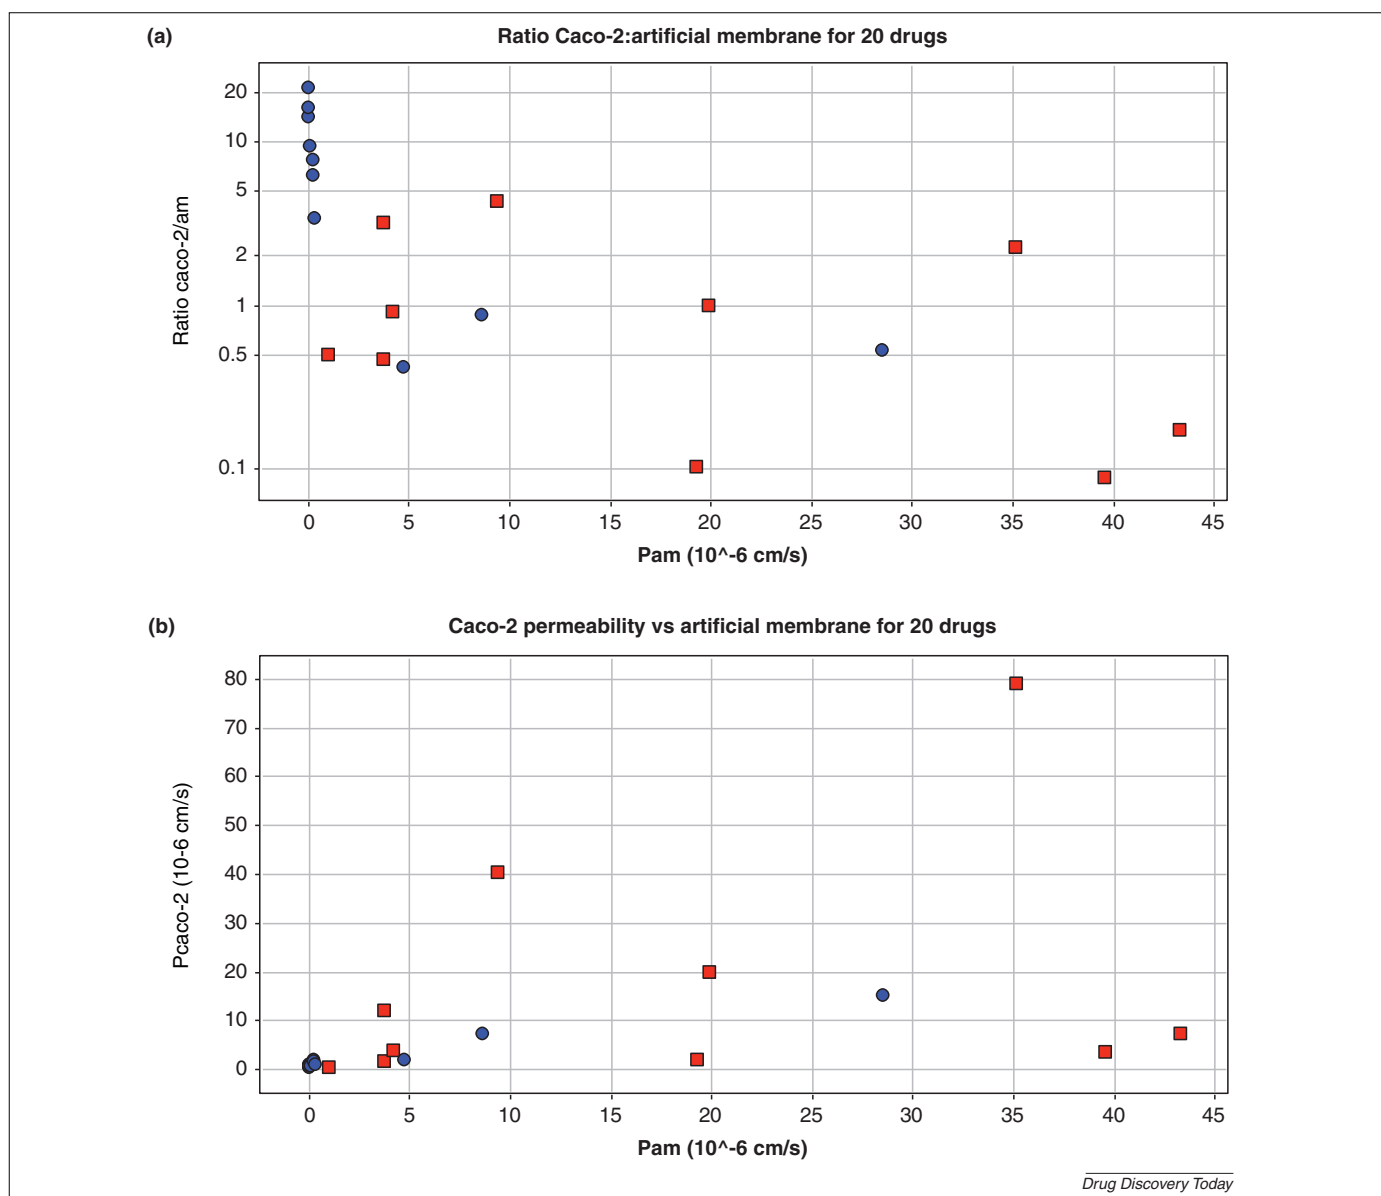 (a)
Ratio Caco-2:artificial membrane for 20 drugs
20
10
5
2
1
0.5
0.1
Ratio caco-2/am
0 5 10 15 20 25 30 35 40 45
Pam (10^-6 cm/s)
(b)
Caco-2 permeability vs artificial membrane for 20 drugs
80
70
60
50
40
30
20
10
0
Pcaco-2 (10-6 cm/s)
0 5 10 15 20 25 30 35 40 45
Pam (10^-6 cm/s)
Drug Discovery Today